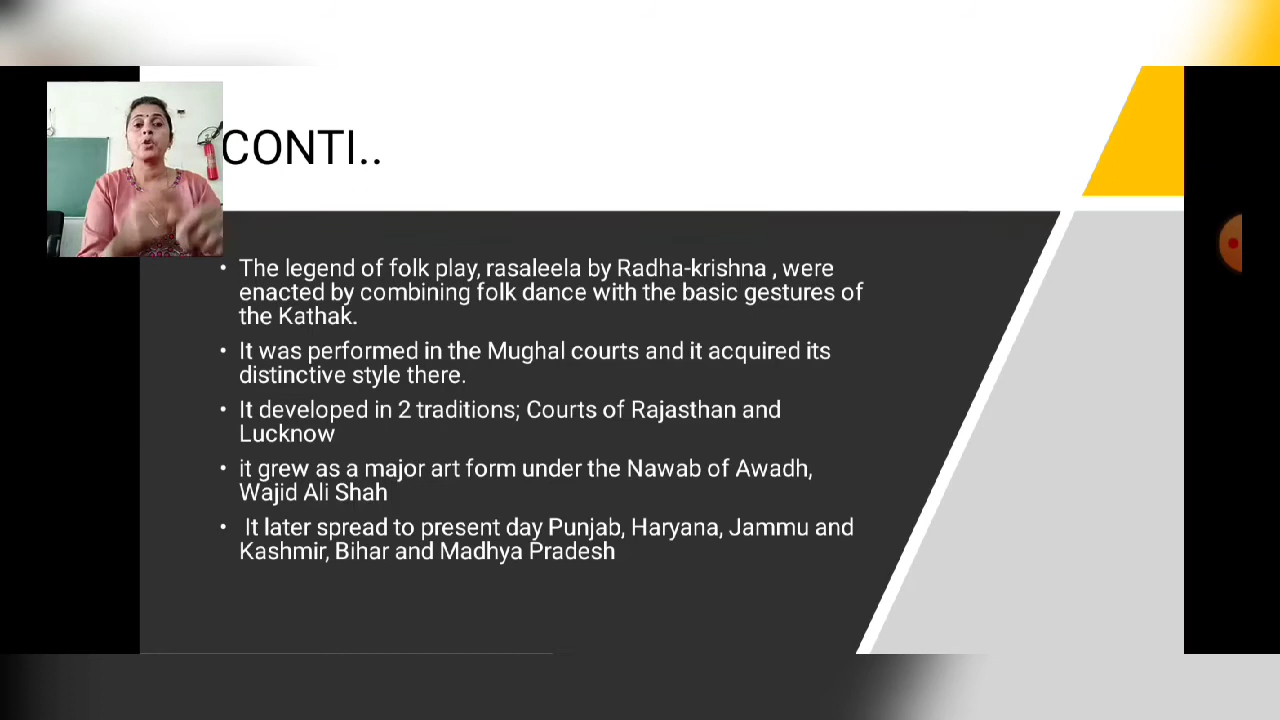 CONTI..
• The legend of folk play, rasaleela by Radha-krishna , were
enacted by combining folk dance with the basic gestures of
the Kathak.
• It was performed in the Mughal courts and it acquired its
distinctive style there.
• It developed in 2 traditions; Courts of Rajasthan and
Lucknow
• it grew as a major art form under the Nawab of Awadh,
Wajid Ali Shah
• It later spread to present day Punjab, Haryana, Jammu and
Kashmir, Bihar and Madhya Pradesh